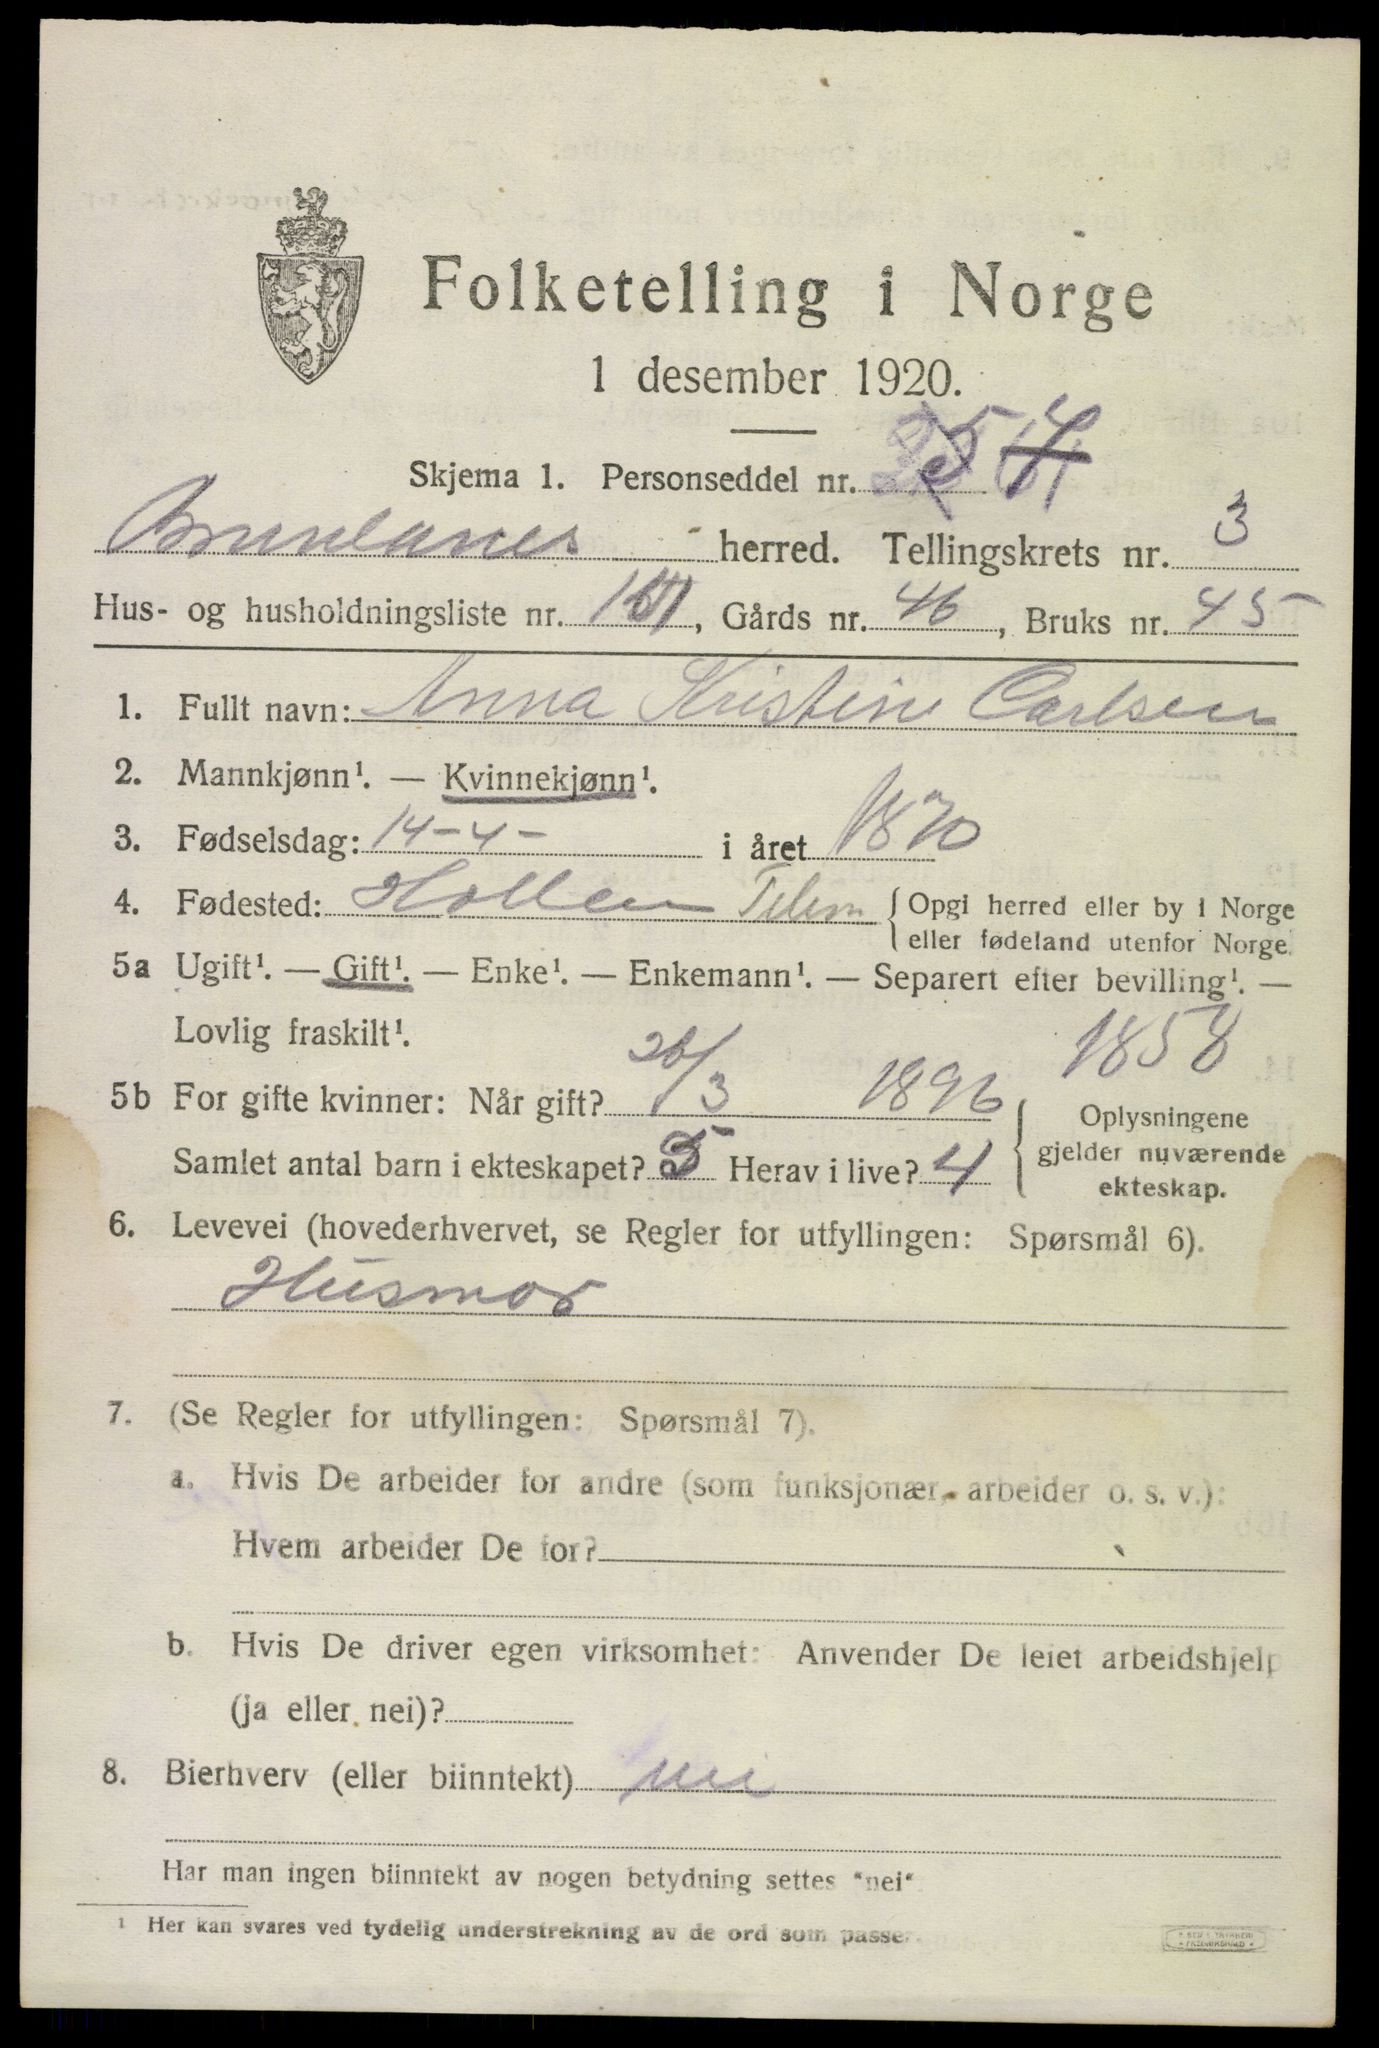 Folketelling i Norge
1 desember 1920.
Skjema 1. Personseddel nr.
Brunlanes herred. Tellingskrets nr. 3
Hus- og husholdningsliste nr. , Gårds nr. 46, Bruks nr. 45
1. Fullt navn: Anna Kristine Carlsen
2. Mannkjønn¹. — Kvinnekjønn¹.
3. Fødselsdag: 14-4- i året 1870
4. Fødested: Hollen Telem { Opgi herred eller by i Norge
eller fødeland utenfor Norge.
5a Ugift¹. — Gift¹. — Enke¹. — Enkemann¹. — Separert efter bevilling¹. —
Lovlig fraskilt¹.
1858
5b For gifte kvinner: Når gift? 26/3 1896
Samlet antal barn i ekteskapet? 5 Herav i live? 4
{ Oplysningene
gjelder nuværende
ekteskap.
6. Levevei (hovederhvervet, se Regler for utfyllingen: Spørsmål 6).
Husmor
7. (Se Regler for utfyllingen: Spørsmål 7).
a. Hvis De arbeider for andre (som funksjonær, arbeider o. s. v.):
Hvem arbeider De for?
b. Hvis De driver egen virksomhet: Anvender De leiet arbeidshjelp
(ja eller nei)?
8. Bierhverv (eller biinntekt) nei
Har man ingen biinntekt av nogen betydning settes "nei"
¹ Her kan svares ved tydelig understrekning av de ord som passer